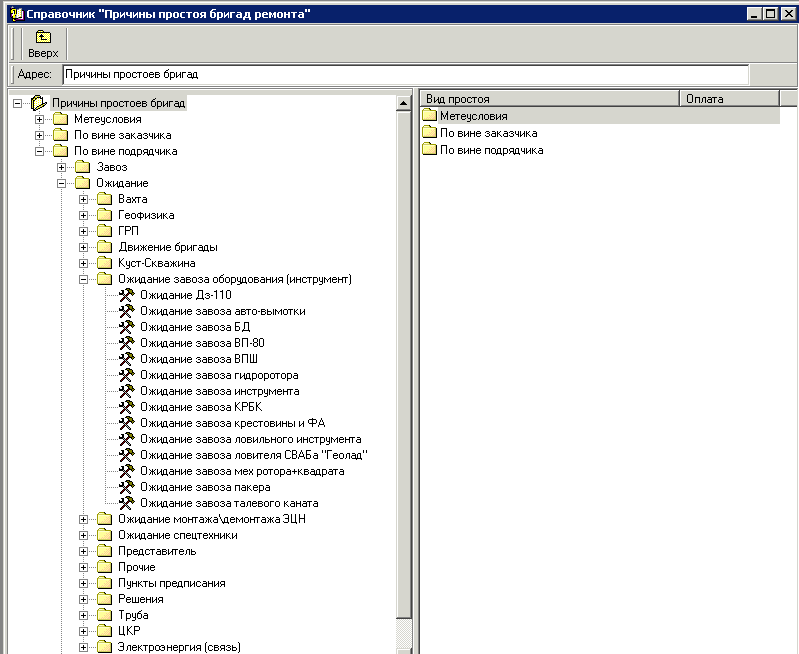 Справочник "Причины простоя бригад ремонта"
Вверх
Адрес: Причины простоев бригад
Причины простоев бригад
Метеусловия
По вине заказчика
По вине подрядчика
Завоз
Ожидание
Вахта
Геофизика
ГРП
Движение бригады
Куст-Скважина
Ожидание завоза оборудования (инструмент)
Ожидание Дз-110
Ожидание завоза авто-вымотки
Ожидание завоза БД
Ожидание завоза ВП-80
Ожидание завоза ВПШ
Ожидание завоза гидроротора
Ожидание завоза инструмента
Ожидание завоза КРБК
Ожидание завоза крестовины и ФА
Ожидание завоза ловильного инструмента
Ожидание завоза ловителя СВАБа "Геолад"
Ожидание завоза мех ротора+квадрата
Ожидание завоза пакера
Ожидание завоза талевого каната
Ожидание монтажа\демонтажа ЭЦН
Ожидание спецтехники
Представитель
Прочие
Пункты предписания
Решения
Труба
ЦКР
Электроэнергия (связь)
Вид простоя Оплата
Метеусловия
По вине заказчика
По вине подрядчика